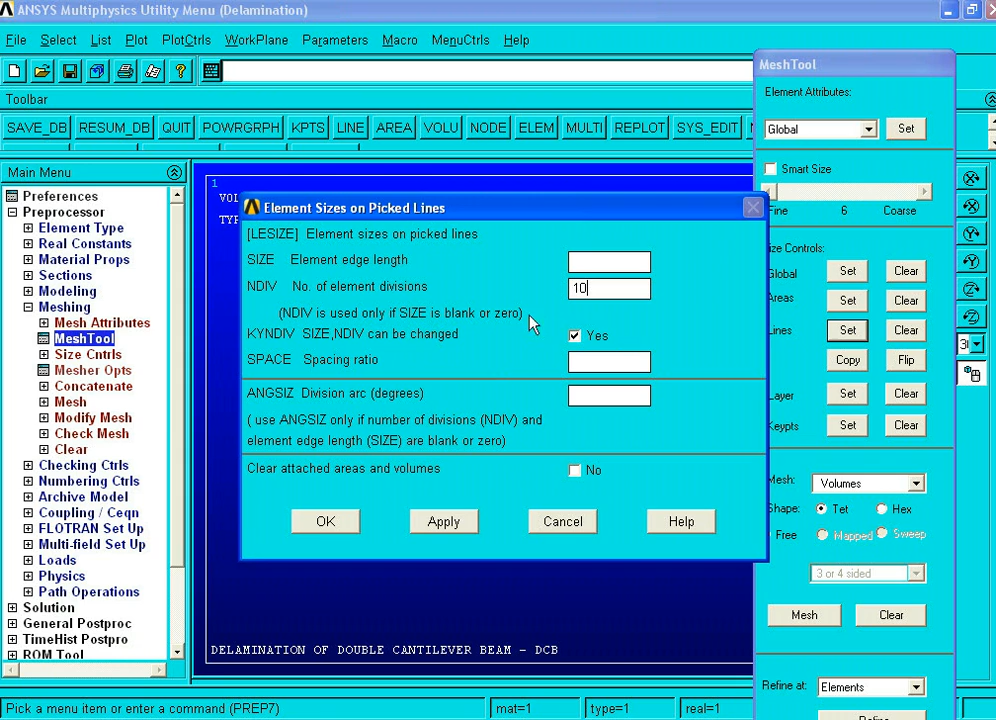 ANSYS Multiphysics Utility Menu (Delamination)
File Select List Plot PlotCtrls WorkPlane Parameters Macro MenuCtrls Help
Toolbar
SAVE_DB RESUM_DB QUIT POWRGRPH KPTS LINE AREA VOLU NODE ELEM MULTI REPLOT SYS_EDIT
Main Menu
Preferences
Preprocessor
Element Type
Real Constants
Material Props
Sections
Modeling
Meshing
Mesh Attributes
MeshTool
Size Cntrls
Mesher Opts
Concatenate
Mesh
Modify Mesh
Check Mesh
Clear
Checking Ctrls
Numbering Ctrls
Archive Model
Coupling / Ceqn
FLOTRAN Set Up
Multi-field Set Up
Loads
Physics
Path Operations
Solution
General Postproc
TimeHist Postpro
ROM Tool
1
VOL
TYP
Element Sizes on Picked Lines
[LESIZE] Element sizes on picked lines
SIZE Element edge length
NDIV No. of element divisions 10
(NDIV is used only if SIZE is blank or zero)
KYNDIV SIZE,NDIV can be changed Yes
SPACE Spacing ratio
ANGSIZ Division arc (degrees)
( use ANGSIZ only if number of divisions (NDIV) and
element edge length (SIZE) are blank or zero)
Clear attached areas and volumes No
OK Apply Cancel Help
DELAMINATION OF DOUBLE CANTILEVER BEAM - DCB
MeshTool
Element Attributes:
Global Set
Smart Size
Fine 6 Coarse
Size Controls:
Global Set Clear
Areas Set Clear
Lines Set Clear
Copy Flip
Layer Set Clear
Keypts Set Clear
Mesh: Volumes
Shape: Tet Hex
Free Mapped Sweep
3 or 4 sided
Mesh Clear
Refine at: Elements
Refine
Pick a menu item or enter a command (PREP7) mat=1 type=1 real=1